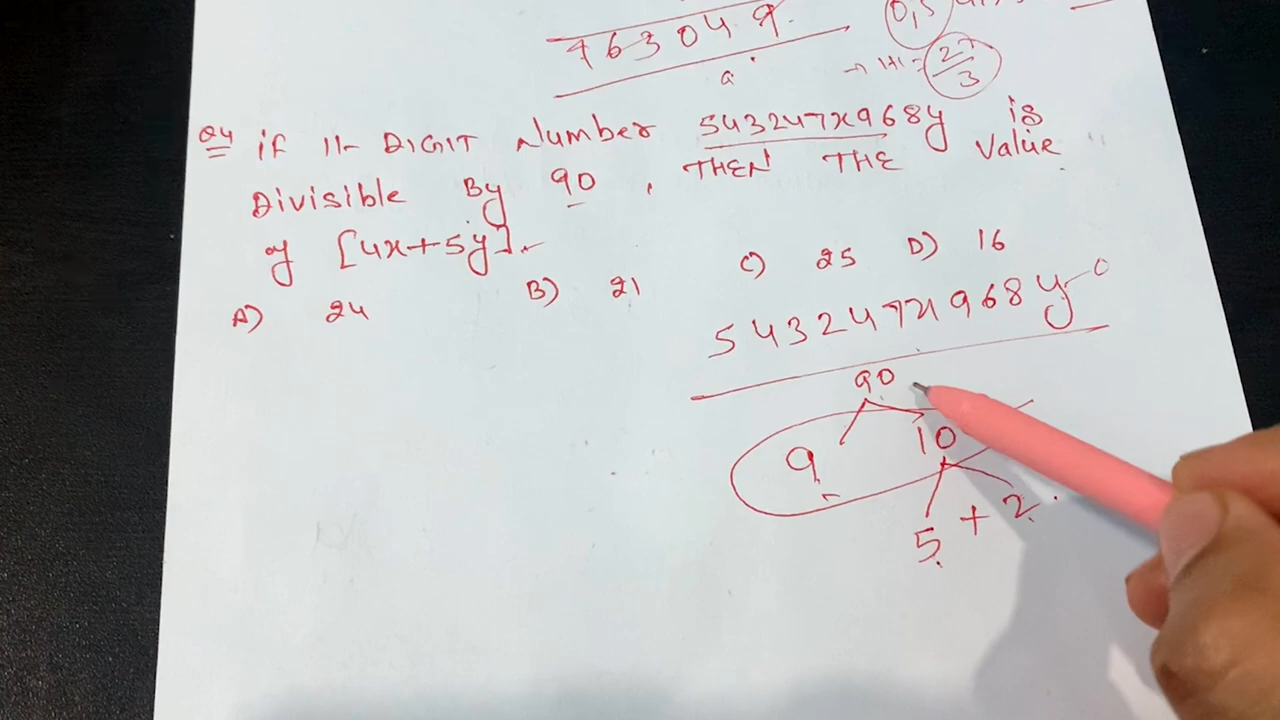 763049.
0,5
a
→ H1 = 27/3
Q4 if 11- DIGIT Number 543247x968y is
Divisible By 90, THEN THE Value
of [4x+5y].
A) 24 B) 21 C) 25 D) 16
543247x968y 0
90
9 10
5 + 2.